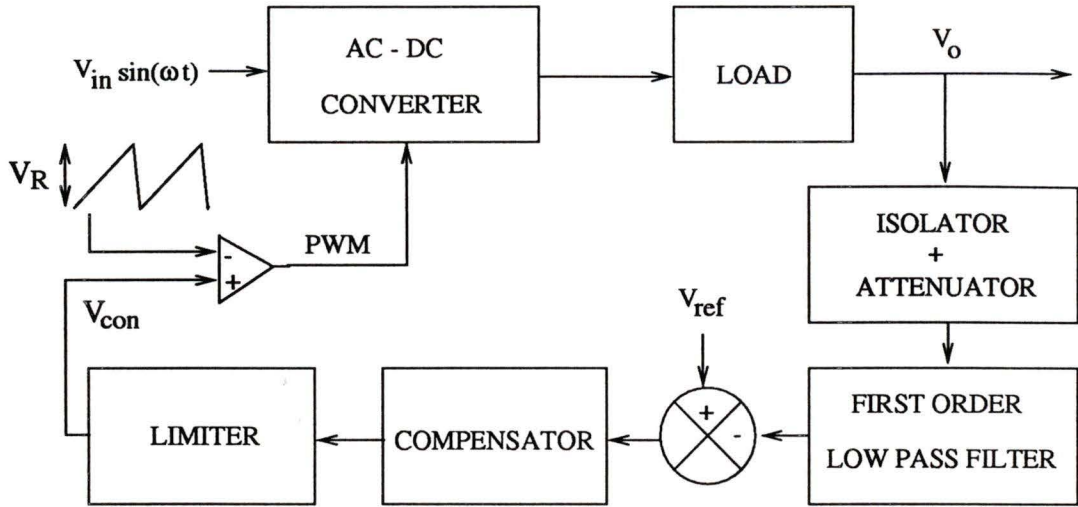 AC - DC
CONVERTER
V_in sin(ωt)
LOAD
V_o
V_R
-
+
PWM
V_con
ISOLATOR
+
ATTENUATOR
V_ref
+
-
FIRST ORDER
LOW PASS FILTER
COMPENSATOR
LIMITER